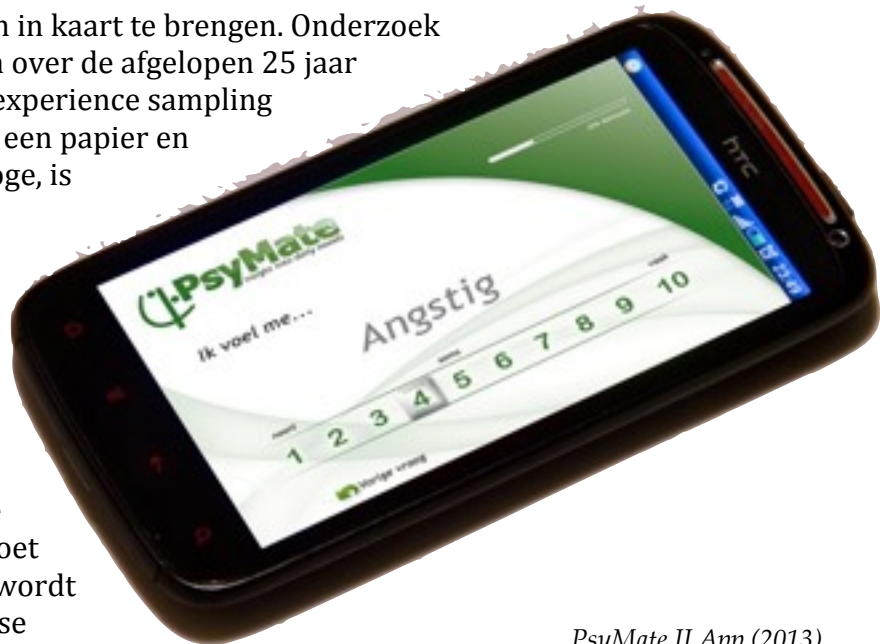 n in kaart te brengen. Onderzoek
over de afgelopen 25 jaar
experience sampling
een papier en
oge, is
htc
23:49
PsyMate
Ik voel me...
Angstig
1 2 3 4 5 6 7 8 9 10
Vorige vraag
oet
wordt
se
PsyMate II App (2013)